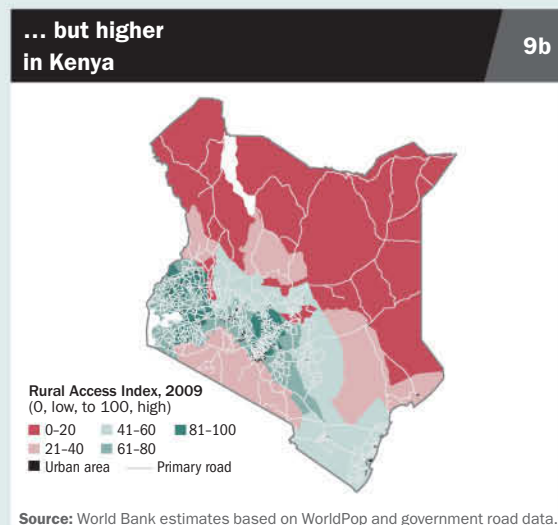 ... but higher
in Kenya
9b
Rural Access Index, 2009
(0, low, to 100, high)
0–20 41–60 81–100
21–40 61–80
Urban area Primary road
Source: World Bank estimates based on WorldPop and government road data.